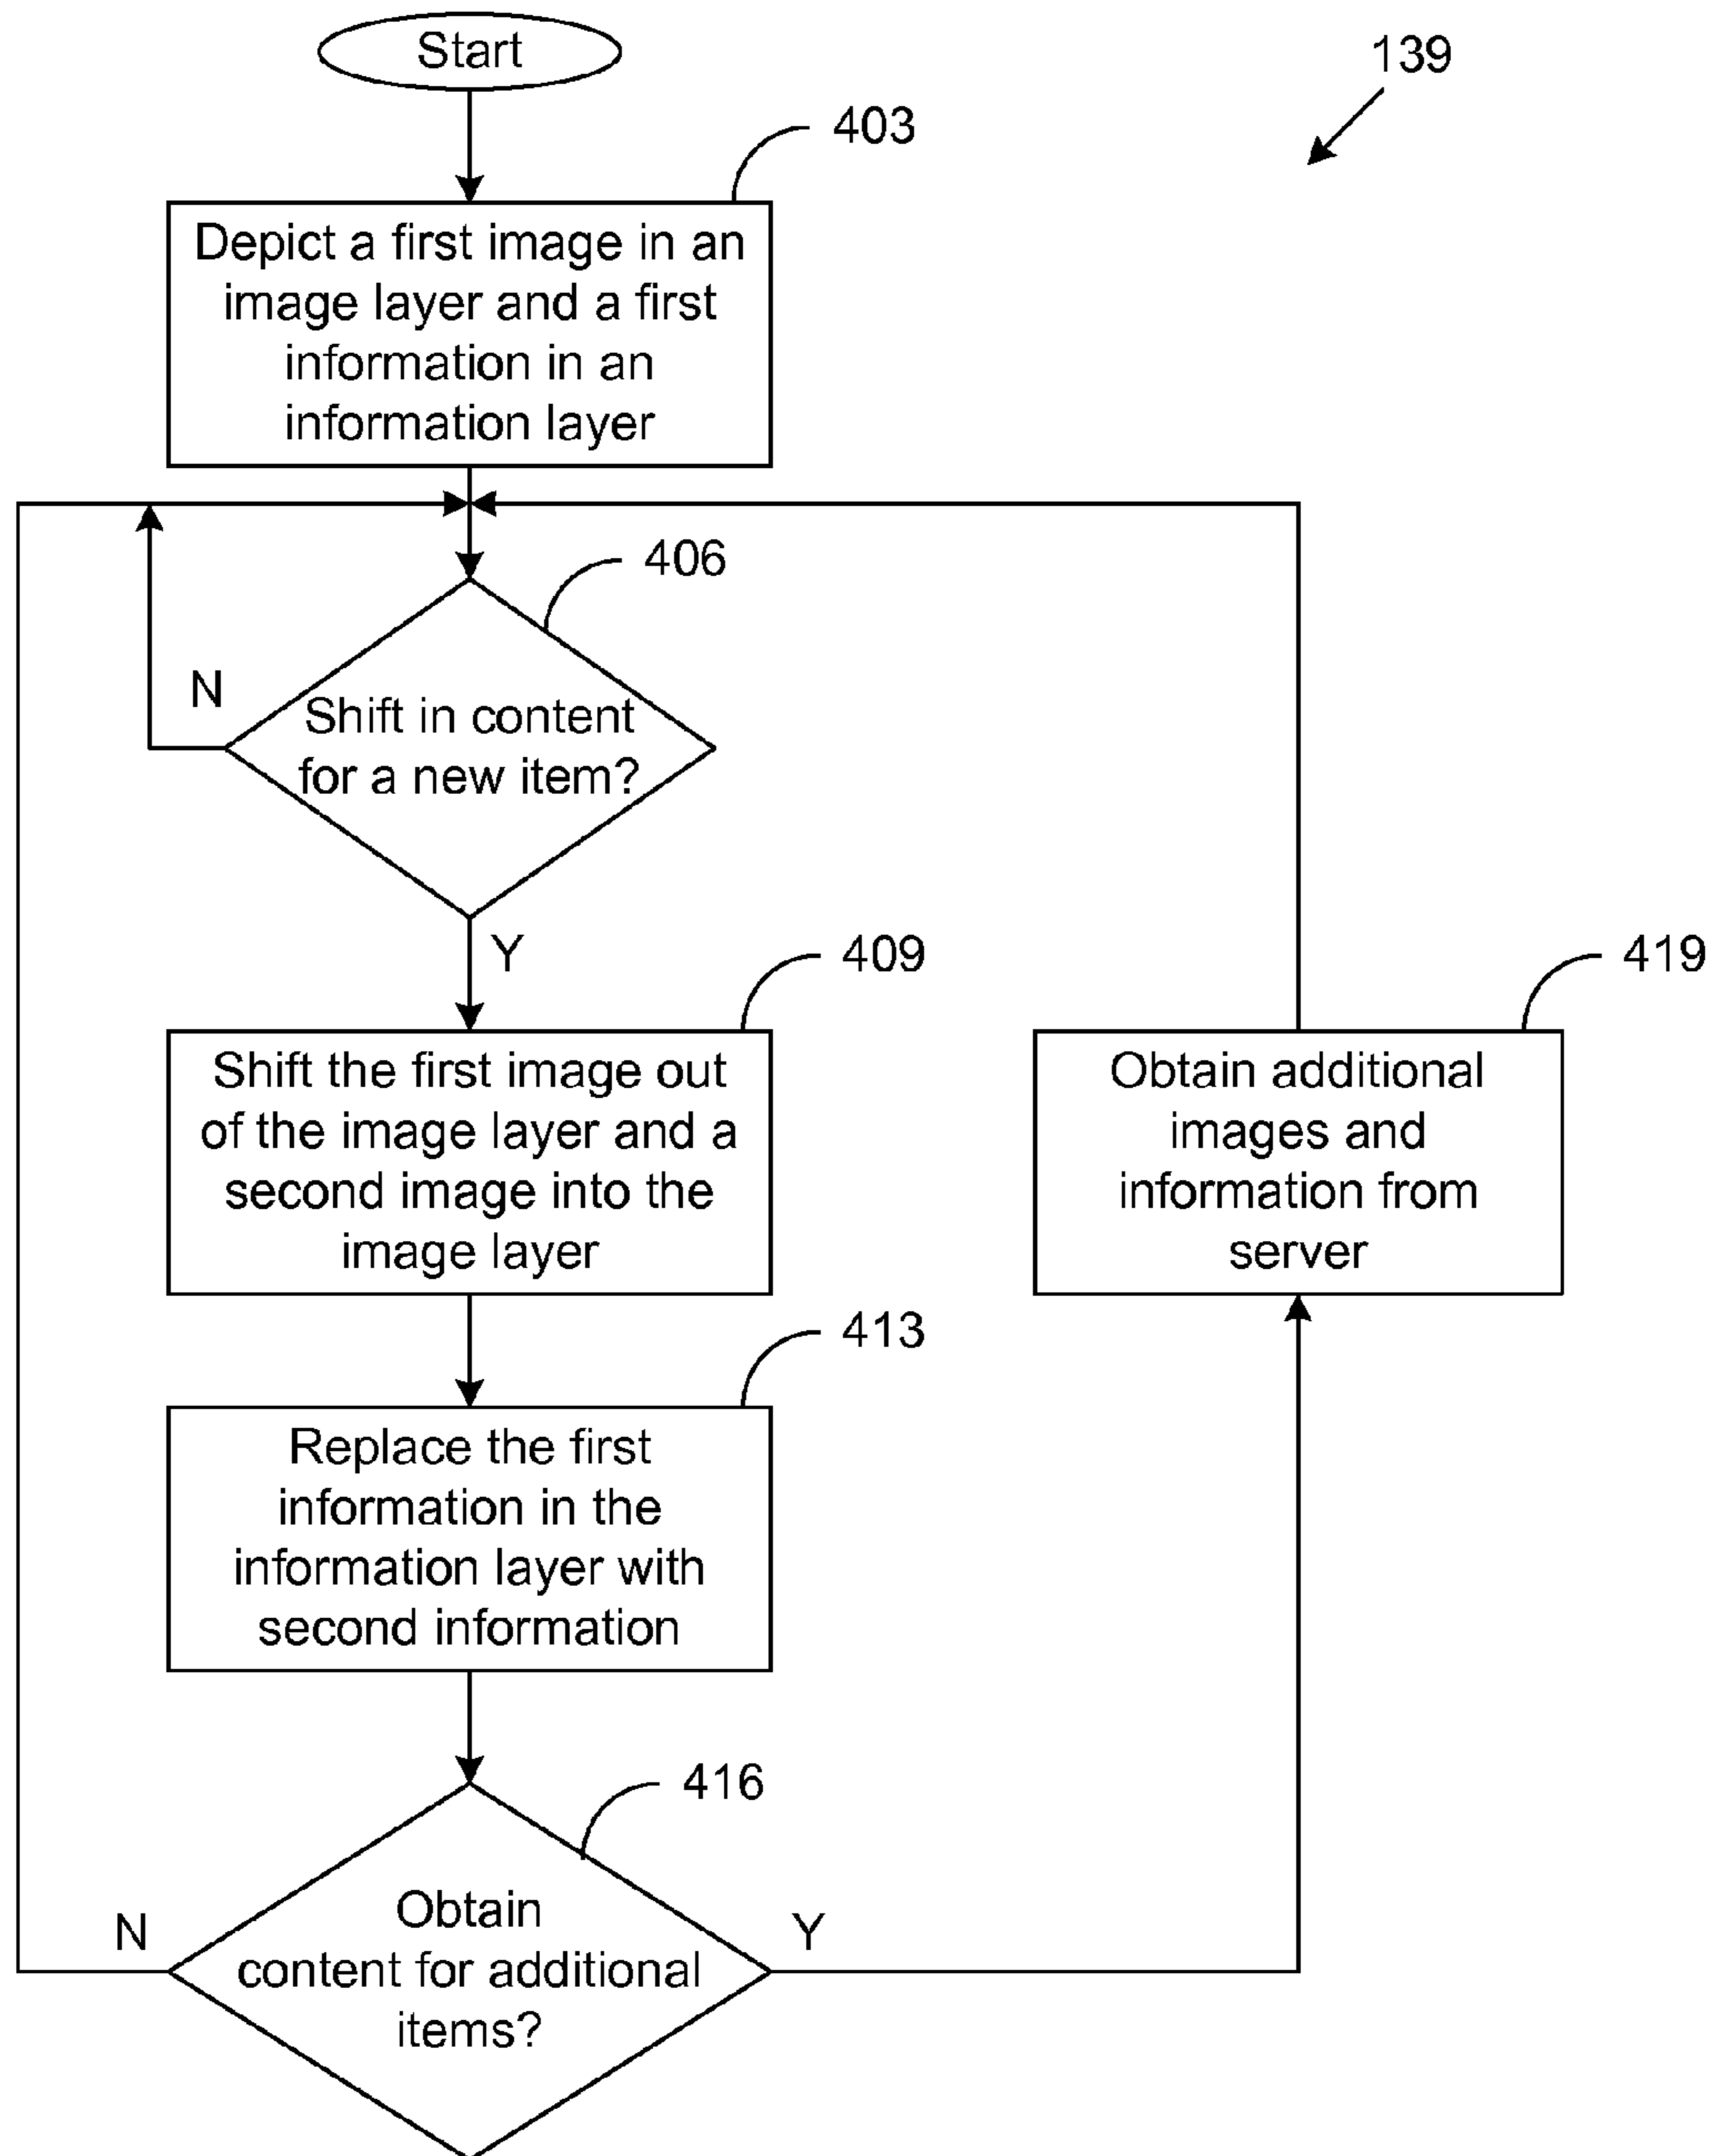 Start
139
403
Depict a first image in an
image layer and a first
information in an
information layer
406
N
Shift in content
for a new item?
Y
409
419
Shift the first image out
of the image layer and a
second image into the
image layer
Obtain additional
images and
information from
server
413
Replace the first
information in the
information layer with
second information
416
N
Obtain
content for additional
items?
Y